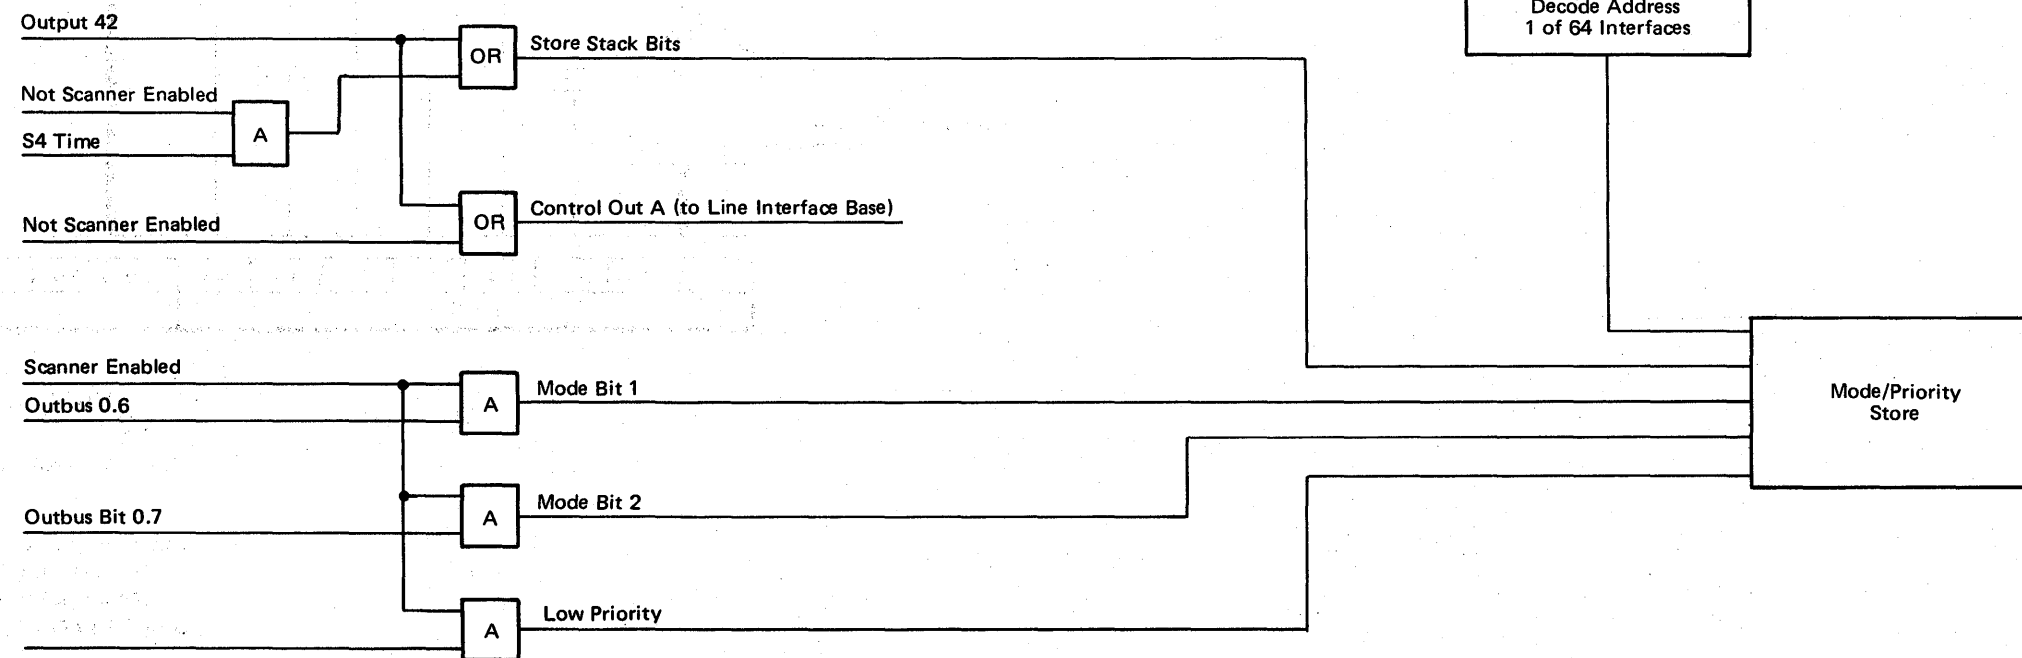 Output 42
OR
Store Stack Bits
Decode Address
1 of 64 Interfaces
Not Scanner Enabled
A
S4 Time
Not Scanner Enabled
OR
Control Out A (to Line Interface Base)
Scanner Enabled
Outbus 0.6
A
Mode Bit 1
Mode/Priority
Store
Outbus Bit 0.7
A
Mode Bit 2
A
Low Priority